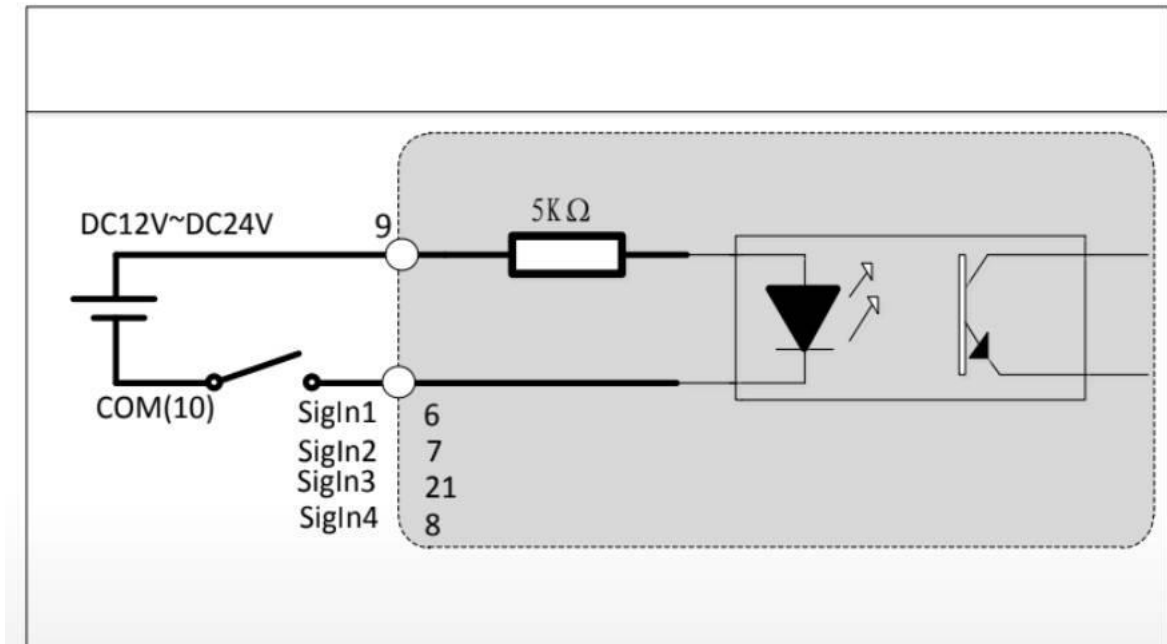 DC12V~DC24V
9
5KΩ
COM(10)
SigIn1 6
SigIn2 7
SigIn3 21
SigIn4 8